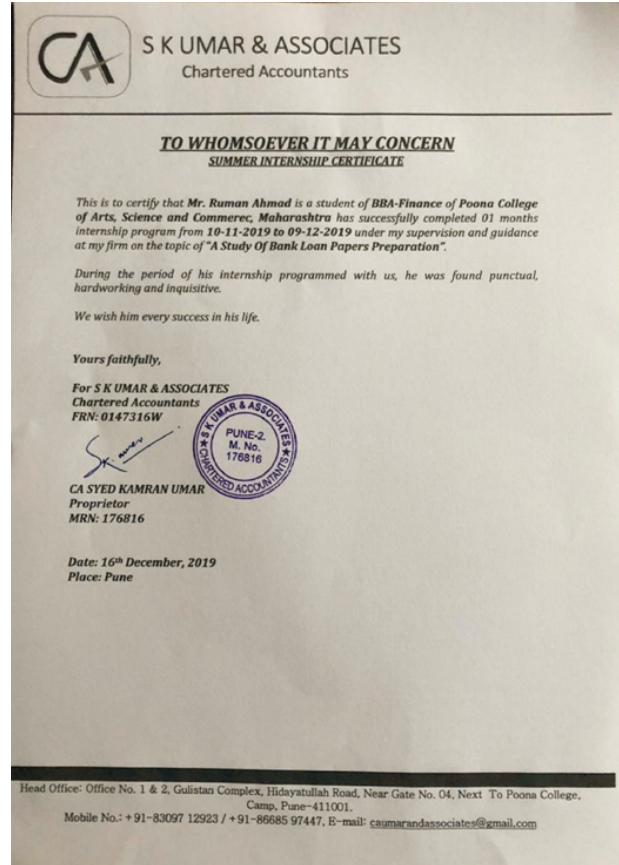 CA
S K UMAR & ASSOCIATES
Chartered Accountants
TO WHOMSOEVER IT MAY CONCERN
SUMMER INTERNSHIP CERTIFICATE
This is to certify that Mr. Ruman Ahmad is a student of BBA-Finance of Poona College
of Arts, Science and Commerec, Maharashtra has successfully completed 01 months
internship program from 10-11-2019 to 09-12-2019 under my supervision and guidance
at my firm on the topic of "A Study Of Bank Loan Papers Preparation".
During the period of his internship programmed with us, he was found punctual,
hardworking and inquisitive.
We wish him every success in his life.
Yours faithfully,
For S K UMAR & ASSOCIATES
Chartered Accountants
FRN: 0147316W
S K UMAR & ASSOCIATES
PUNE-2.
M. No.
176816
CHARTERED ACCOUNTANTS
SK. umar
CA SYED KAMRAN UMAR
Proprietor
MRN: 176816
Date: 16th December, 2019
Place: Pune
Head Office: Office No. 1 & 2, Gulistan Complex, Hidayatullah Road, Near Gate No. 04, Next To Poona College,
Camp, Pune-411001.
Mobile No.: +91-83097 12923 / +91-86685 97447, E-mail: caumarandassociates@gmail.com